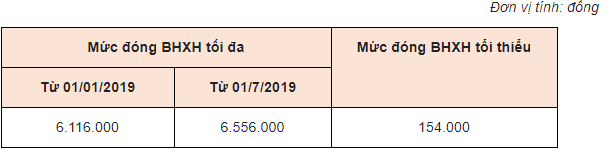 Đơn vị tính: đồng
Mức đóng BHXH tối đa
Mức đóng BHXH tối thiểu
Từ 01/01/2019
Từ 01/7/2019
6.116.000
6.556.000
154.000